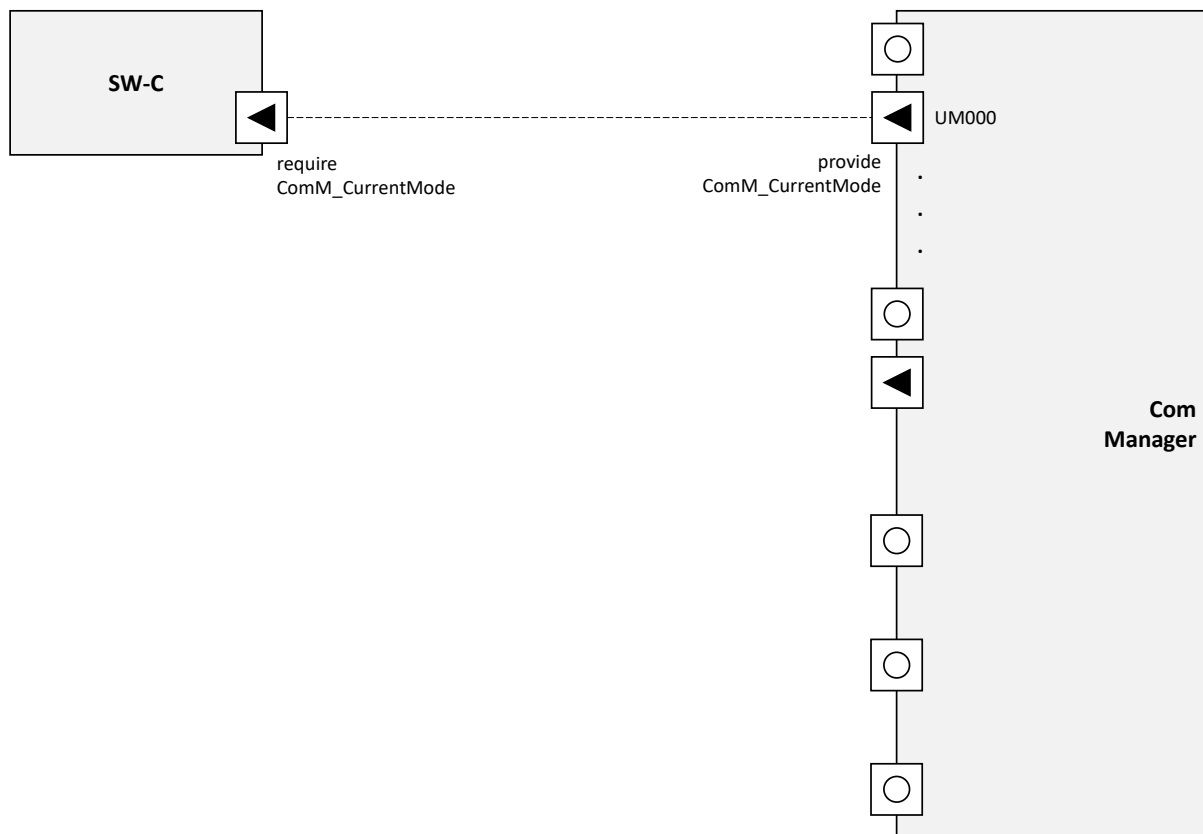 SW-C
UM000
require
ComM_CurrentMode
provide
ComM_CurrentMode
.
.
.
Com
Manager